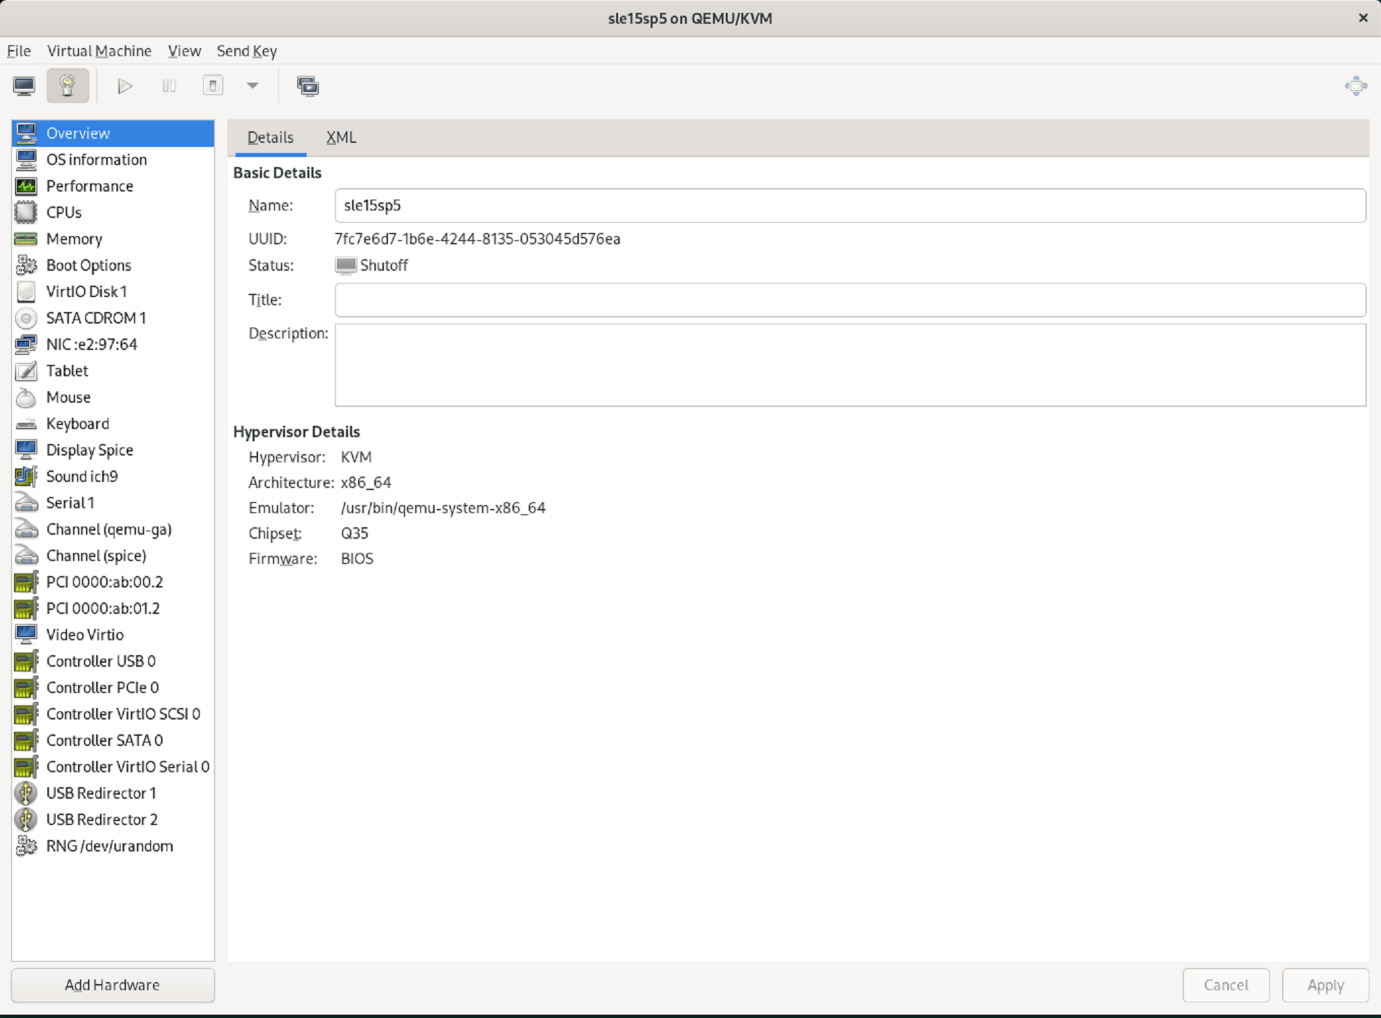 sle15sp5 on QEMU/KVM
File Virtual Machine View Send Key
Overview
OS information
Performance
CPUs
Memory
Boot Options
VirtIO Disk 1
SATA CDROM 1
NIC :e2:97:64
Tablet
Mouse
Keyboard
Display Spice
Sound ich9
Serial 1
Channel (qemu-ga)
Channel (spice)
PCI 0000:ab:00.2
PCI 0000:ab:01.2
Video Virtio
Controller USB 0
Controller PCIe 0
Controller VirtIO SCSI 0
Controller SATA 0
Controller VirtIO Serial 0
USB Redirector 1
USB Redirector 2
RNG /dev/urandom
Add Hardware
Details XML
Basic Details
Name: sle15sp5
UUID: 7fc7e6d7-1b6e-4244-8135-053045d576ea
Status: Shutoff
Title:
Description:
Hypervisor Details
Hypervisor: KVM
Architecture: x86_64
Emulator: /usr/bin/qemu-system-x86_64
Chipset: Q35
Firmware: BIOS
Cancel Apply